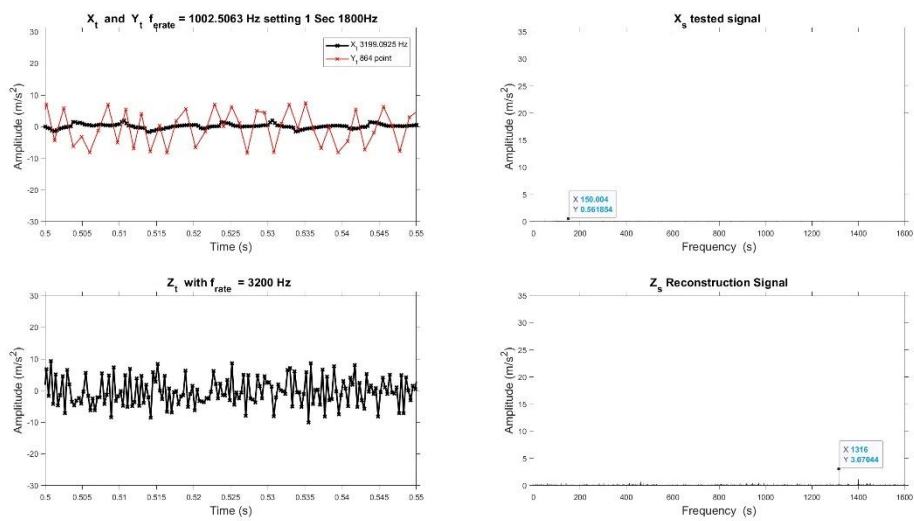 X_t and Y_t f_erate = 1002.5063 Hz setting 1 Sec 1800Hz
X_t 3199.0925 Hz
Y_t 864 point
Amplitude (m/s²)
30
20
10
0
-10
-20
-30
0.5 0.505 0.51 0.515 0.52 0.525 0.53 0.535 0.54 0.545 0.55
Time (s)
X_s tested signal
Amplitude (m/s²)
35
30
25
20
15
10
5
0
X 150.004
Y 0.561854
0 200 400 600 800 1000 1200 1400 1600
Frequency (s)
Z_t with f_rate = 3200 Hz
Amplitude (m/s²)
30
20
10
0
-10
-20
-30
0.5 0.505 0.51 0.515 0.52 0.525 0.53 0.535 0.54 0.545 0.55
Time (s)
Z_s Reconstruction Signal
Amplitude (m/s²)
35
30
25
20
15
10
5
0
X 1316
Y 3.07044
0 200 400 600 800 1000 1200 1400 1600
Frequency (s)